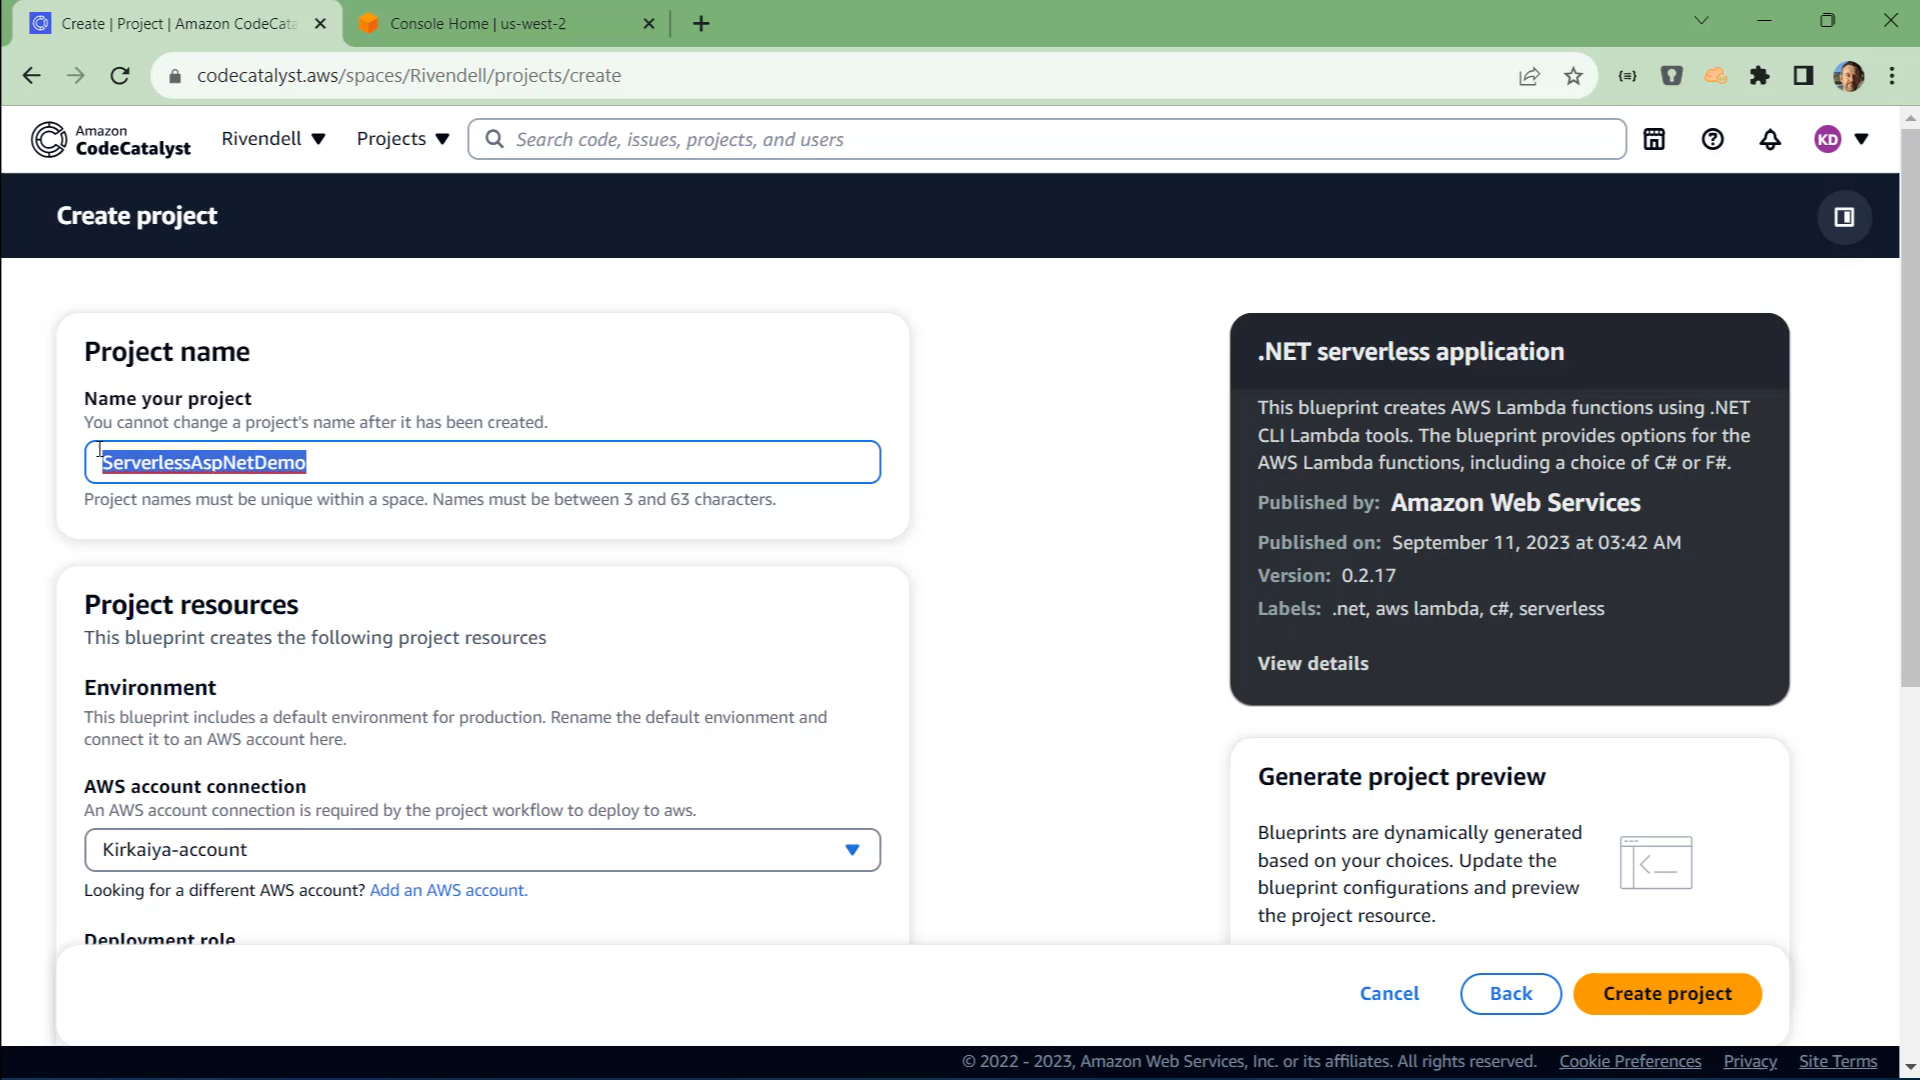 Create | Project | Amazon CodeCata
Console Home | us-west-2
codecatalyst.aws/spaces/Rivendell/projects/create
Amazon
CodeCatalyst
Rivendell
Projects
Search code, issues, projects, and users
KD
Create project
Project name
Name your project
You cannot change a project's name after it has been created.
ServerlessAspNetDemo
Project names must be unique within a space. Names must be between 3 and 63 characters.
Project resources
This blueprint creates the following project resources
Environment
This blueprint includes a default environment for production. Rename the default envionment and
connect it to an AWS account here.
AWS account connection
An AWS account connection is required by the project workflow to deploy to aws.
Kirkaiya-account
Looking for a different AWS account? Add an AWS account.
Deployment role
.NET serverless application
This blueprint creates AWS Lambda functions using .NET
CLI Lambda tools. The blueprint provides options for the
AWS Lambda functions, including a choice of C# or F#.
Published by: Amazon Web Services
Published on: September 11, 2023 at 03:42 AM
Version: 0.2.17
Labels: .net, aws lambda, c#, serverless
View details
Generate project preview
Blueprints are dynamically generated
based on your choices. Update the
blueprint configurations and preview
the project resource.
Cancel
Back
Create project
© 2022 - 2023, Amazon Web Services, Inc. or its affiliates. All rights reserved.
Cookie Preferences
Privacy
Site Terms